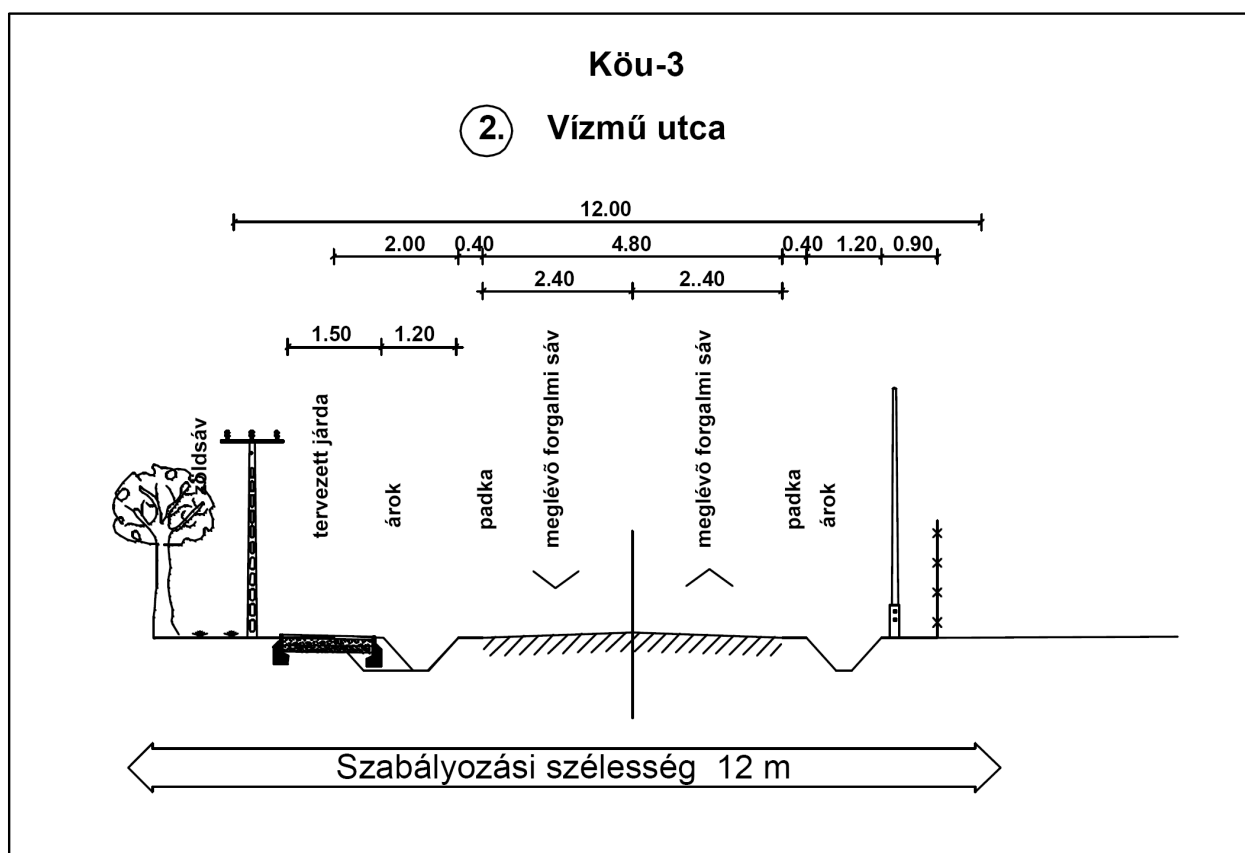 Köu-3
2. Vízmű utca
12.00
2.00 0.40 4.80 0.40 1.20 0.90
2.40 2..40
1.50 1.20
zöldsáv
tervezett járda
árok
padka
meglévő forgalmi sáv
meglévő forgalmi sáv
padka
árok
Szabályozási szélesség 12 m